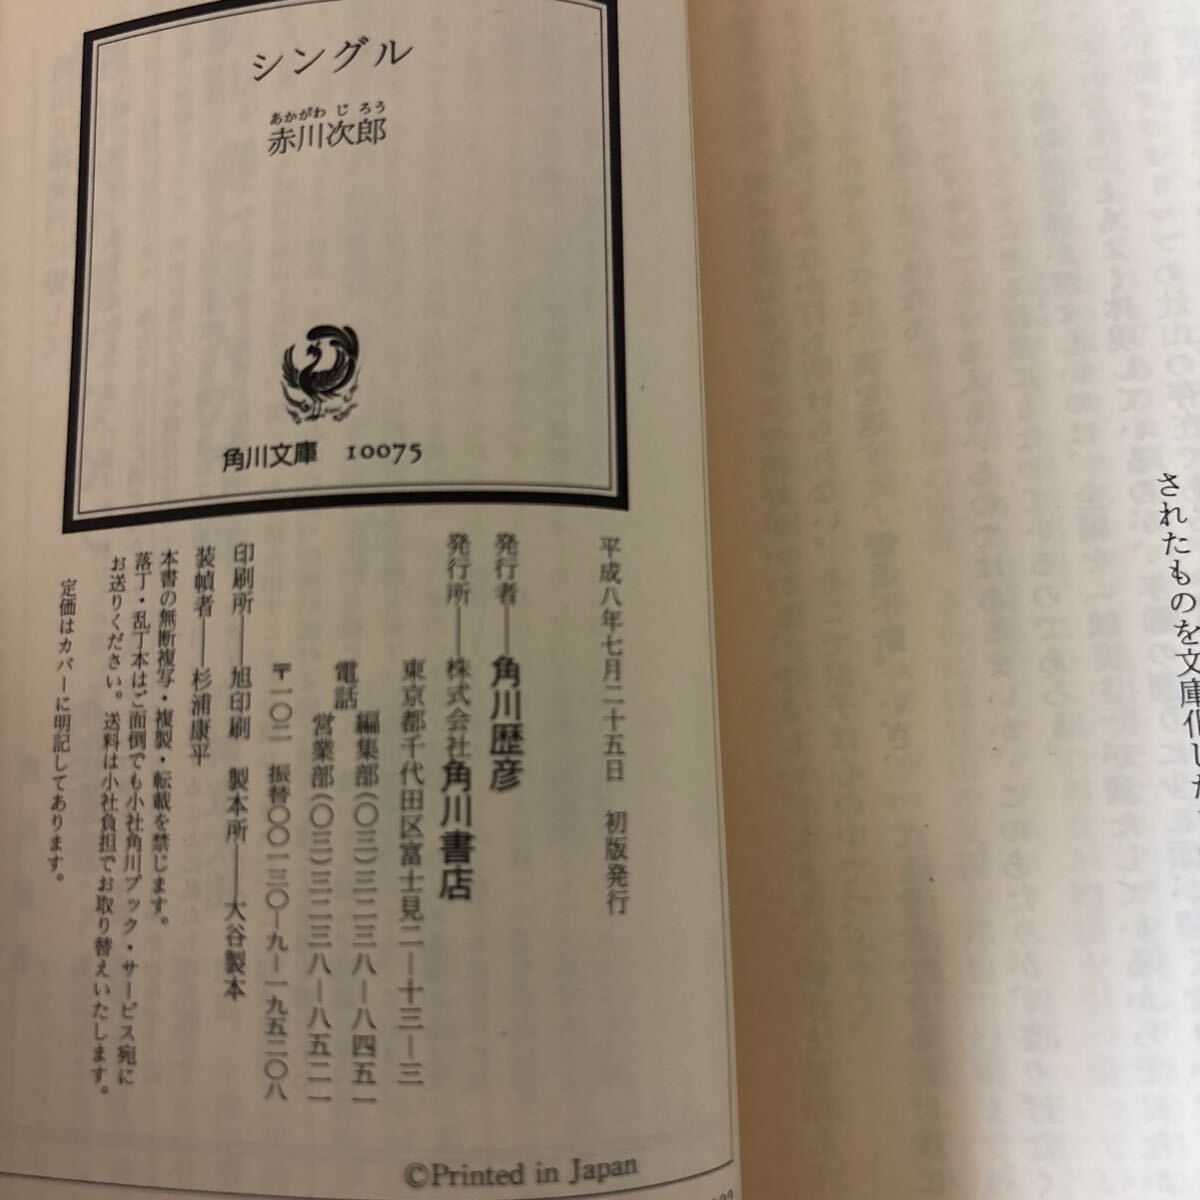 シングル
あかがわ じ ろう
赤川次郎
角川文庫 10075
平成八年七月二十五日 初版発行
発行者――角川歴彦
発行所――株式会社角川書店
東京都千代田区富士見二―十三―三
電話 編集部(〇三)三二三八―八四五一
営業部(〇三)三二三八―八五二一
〒一〇二 振替〇〇一三〇―九―一九五二〇八
印刷所――旭印刷 製本所――大谷製本
装幀者――杉浦康平
本書の無断複写・複製・転載を禁じます。
落丁・乱丁本はご面倒でも小社角川ブック・サービス宛に
お送りください。送料は小社負担でお取り替えいたします。
定価はカバーに明記してあります。
©Printed in Japan
されたものを文庫化した